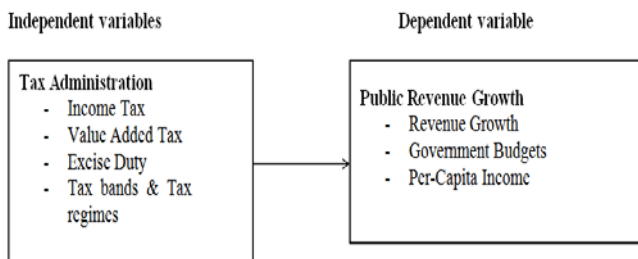 Independent variables
Dependent variable
Tax Administration
- Income Tax
- Value Added Tax
- Excise Duty
- Tax bands & Tax
regimes
Public Revenue Growth
- Revenue Growth
- Government Budgets
- Per-Capita Income